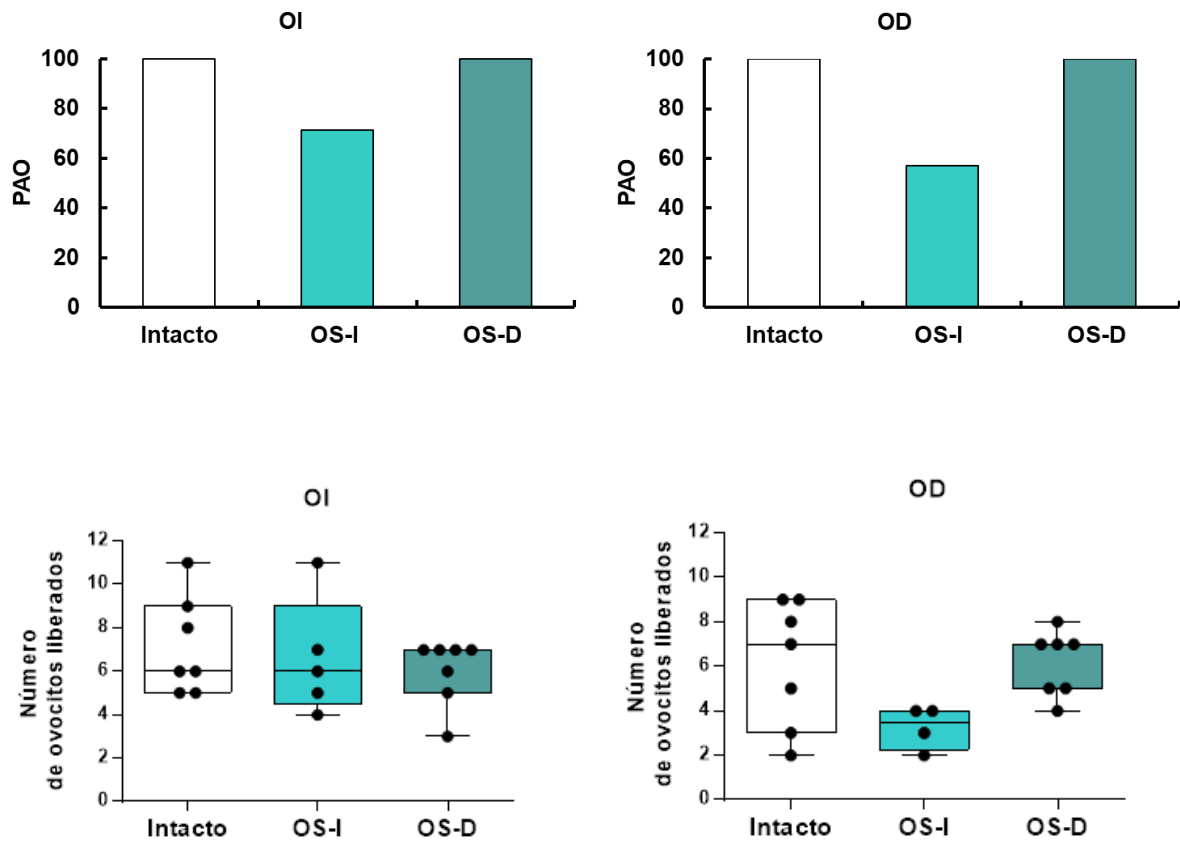 OI
PAO
100
80
60
40
20
0
Intacto OS-I OS-D
OD
PAO
100
80
60
40
20
0
Intacto OS-I OS-D
OI
Número
de ovocitos liberados
12
10
8
6
4
2
0
Intacto OS-I OS-D
OD
Número
de ovocitos liberados
12
10
8
6
4
2
0
Intacto OS-I OS-D